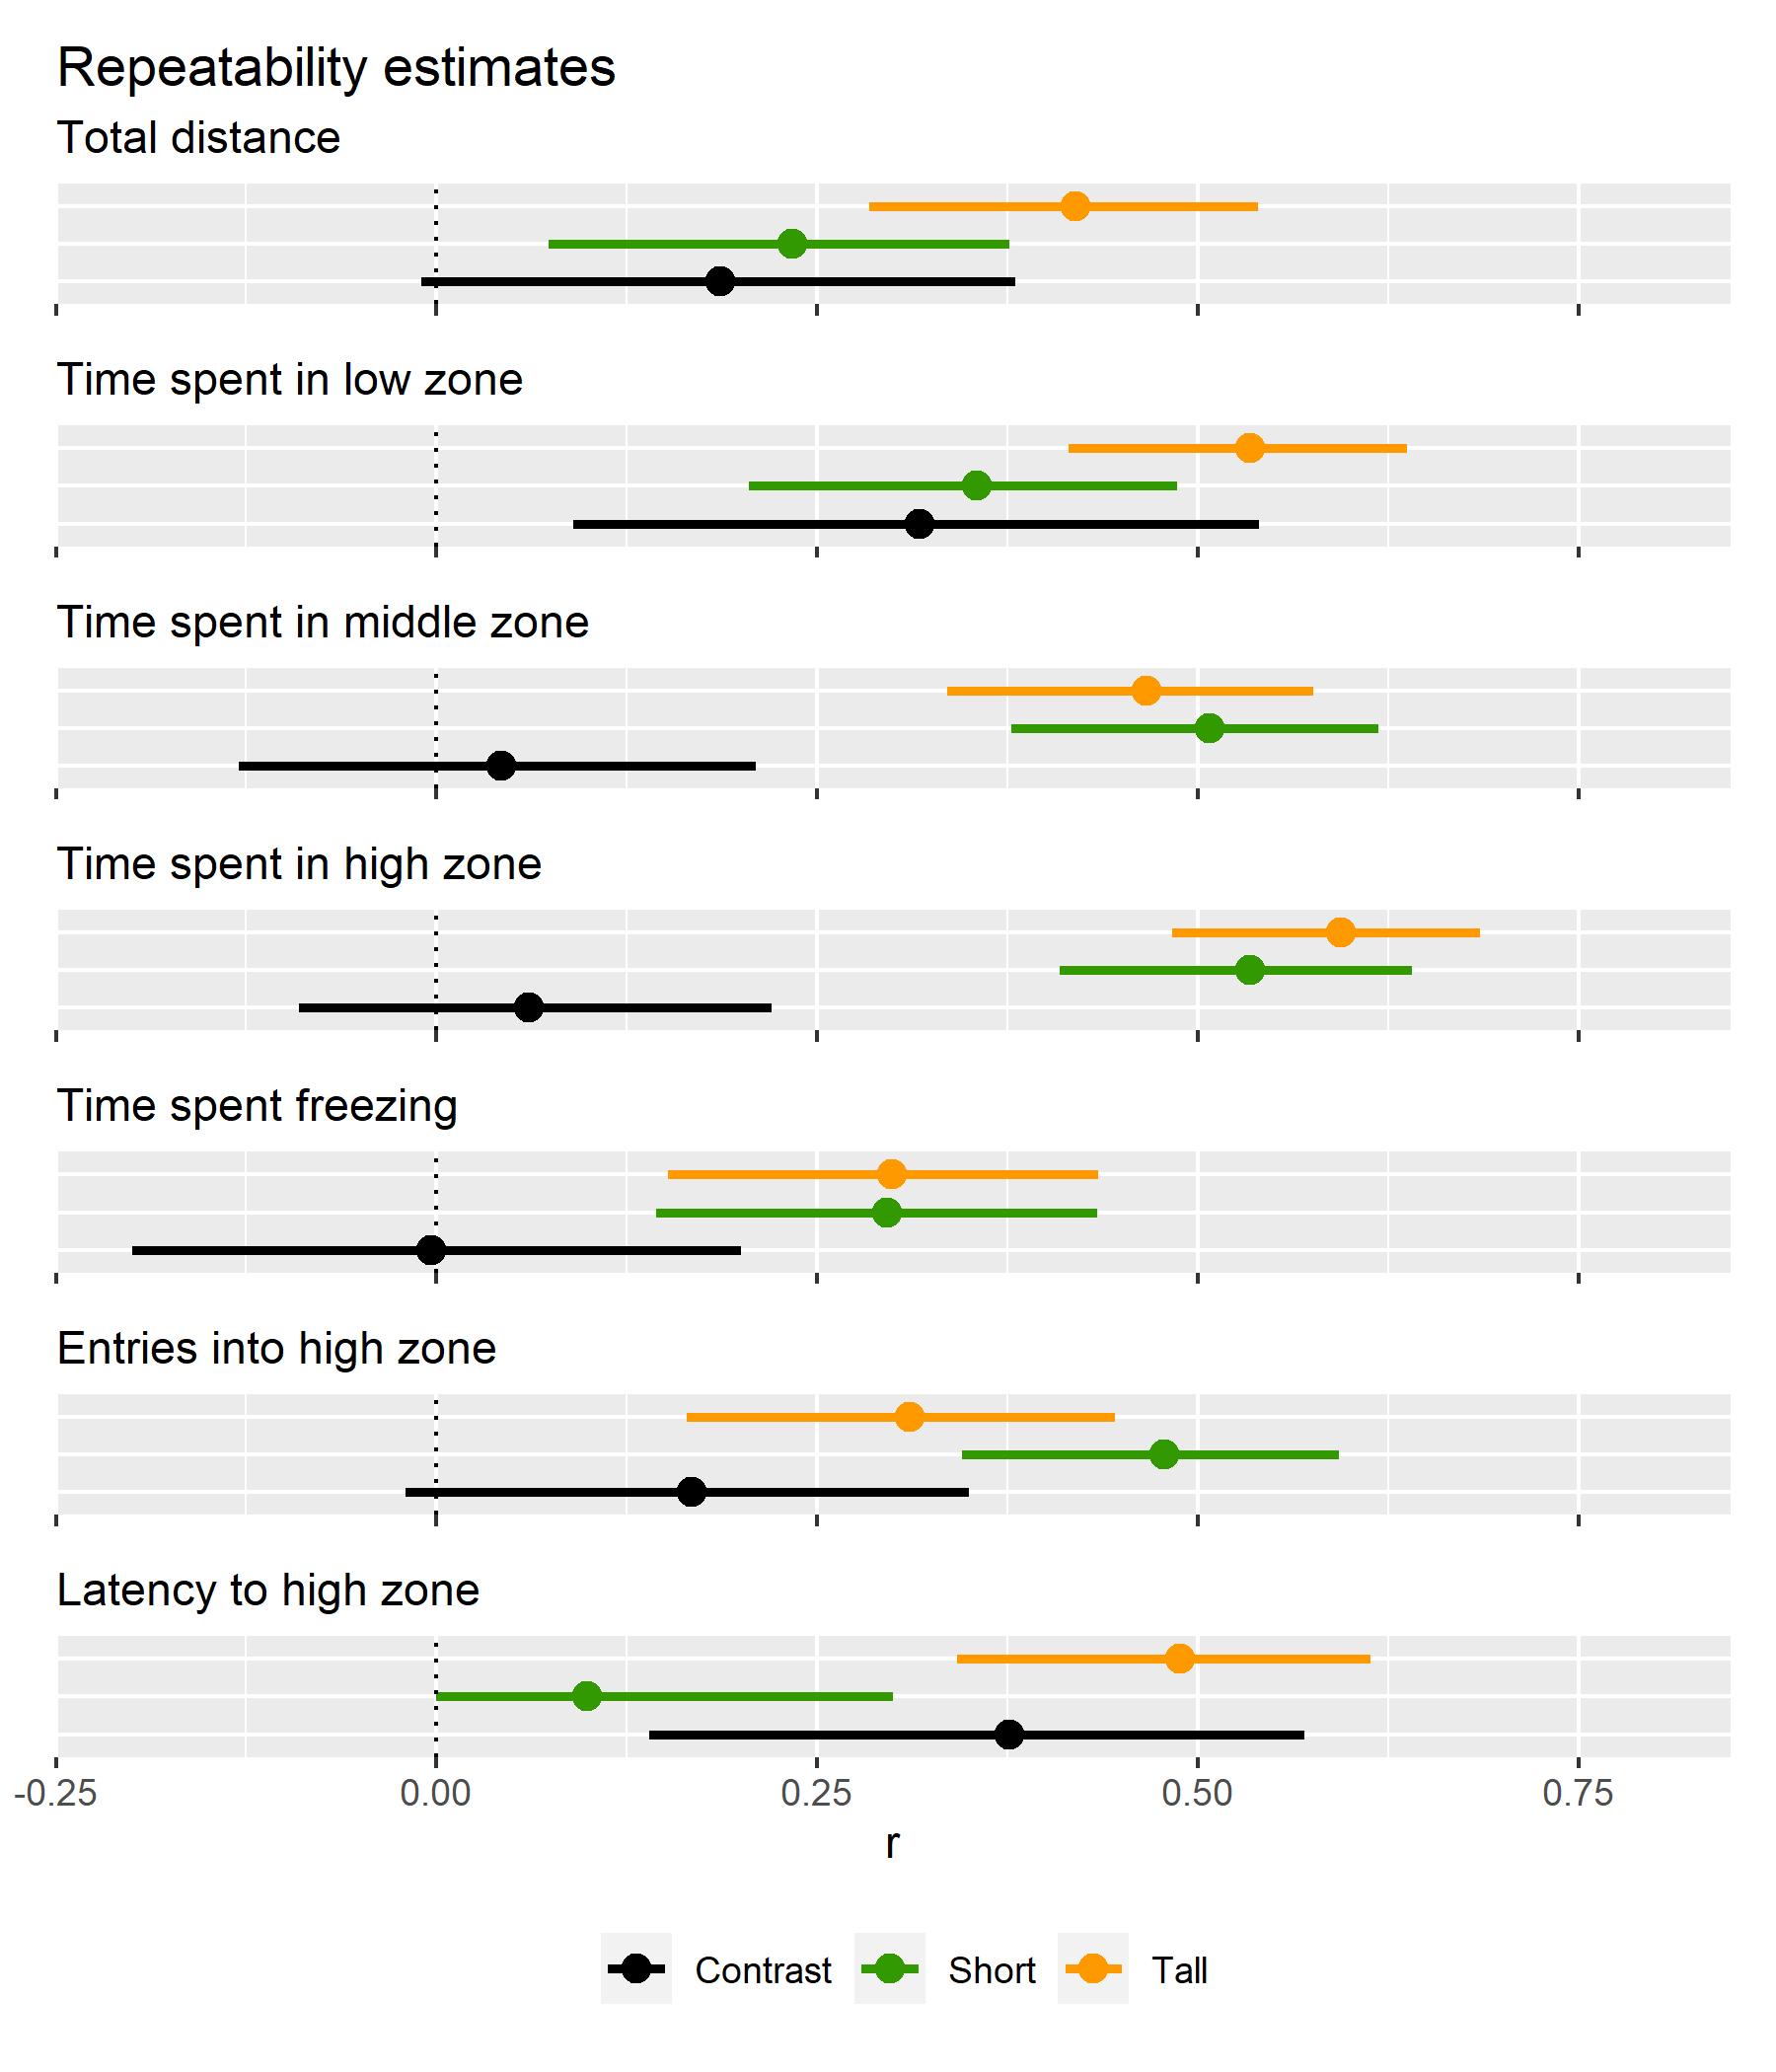 Repeatability estimates
Total distance
Time spent in low zone
Time spent in middle zone
Time spent in high zone
Time spent freezing
Entries into high zone
Latency to high zone
-0.25 0.00 0.25 0.50 0.75
r
Contrast Short Tall